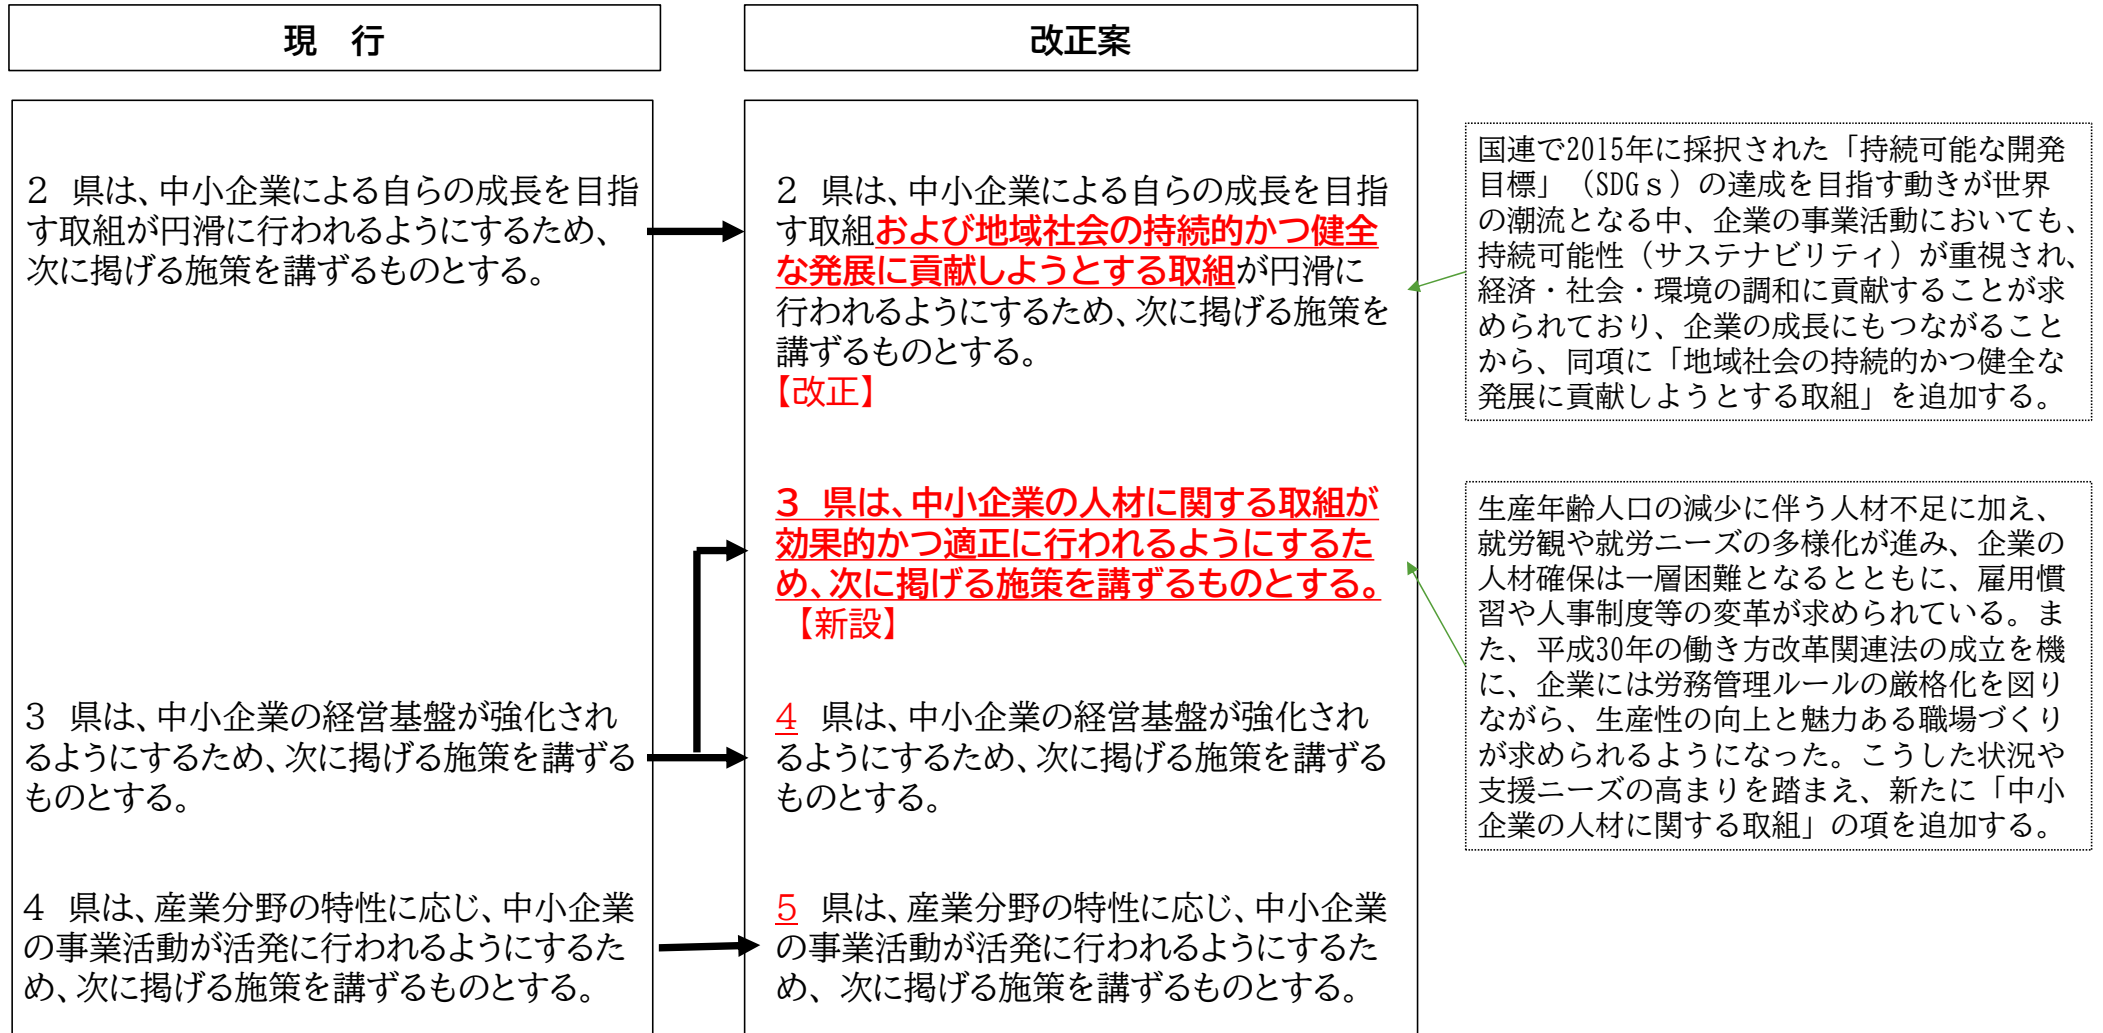 現　行
改正案
２　県は、中小企業による自らの成長を目指
す取組が円滑に行われるようにするため、
次に掲げる施策を講ずるものとする。
３　県は、中小企業の経営基盤が強化され
るようにするため、次に掲げる施策を講ずる
ものとする。
４　県は、産業分野の特性に応じ、中小企業
の事業活動が活発に行われるようにするた
め、次に掲げる施策を講ずるものとする。
２　県は、中小企業による自らの成長を目指
す取組および地域社会の持続的かつ健全
な発展に貢献しようとする取組が円滑に
行われるようにするため、次に掲げる施策を
講ずるものとする。
【改正】
３　県は、中小企業の人材に関する取組が
効果的かつ適正に行われるようにするた
め、次に掲げる施策を講ずるものとする。
【新設】
４　県は、中小企業の経営基盤が強化され
るようにするため、次に掲げる施策を講ずる
ものとする。
５　県は、産業分野の特性に応じ、中小企業
の事業活動が活発に行われるようにするた
め、次に掲げる施策を講ずるものとする。
国連で2015年に採択された「持続可能な開発
目標」（SDGｓ）の達成を目指す動きが世界
の潮流となる中、企業の事業活動においても、
持続可能性（サステナビリティ）が重視され、
経済・社会・環境の調和に貢献することが求
められており、企業の成長にもつながること
から、同項に「地域社会の持続的かつ健全な
発展に貢献しようとする取組」を追加する。
生産年齢人口の減少に伴う人材不足に加え、
就労観や就労ニーズの多様化が進み、企業の
人材確保は一層困難となるとともに、雇用慣
習や人事制度等の変革が求められている。ま
た、平成30年の働き方改革関連法の成立を機
に、企業には労務管理ルールの厳格化を図り
ながら、生産性の向上と魅力ある職場づくり
が求められるようになった。こうした状況や
支援ニーズの高まりを踏まえ、新たに「中小
企業の人材に関する取組」の項を追加する。